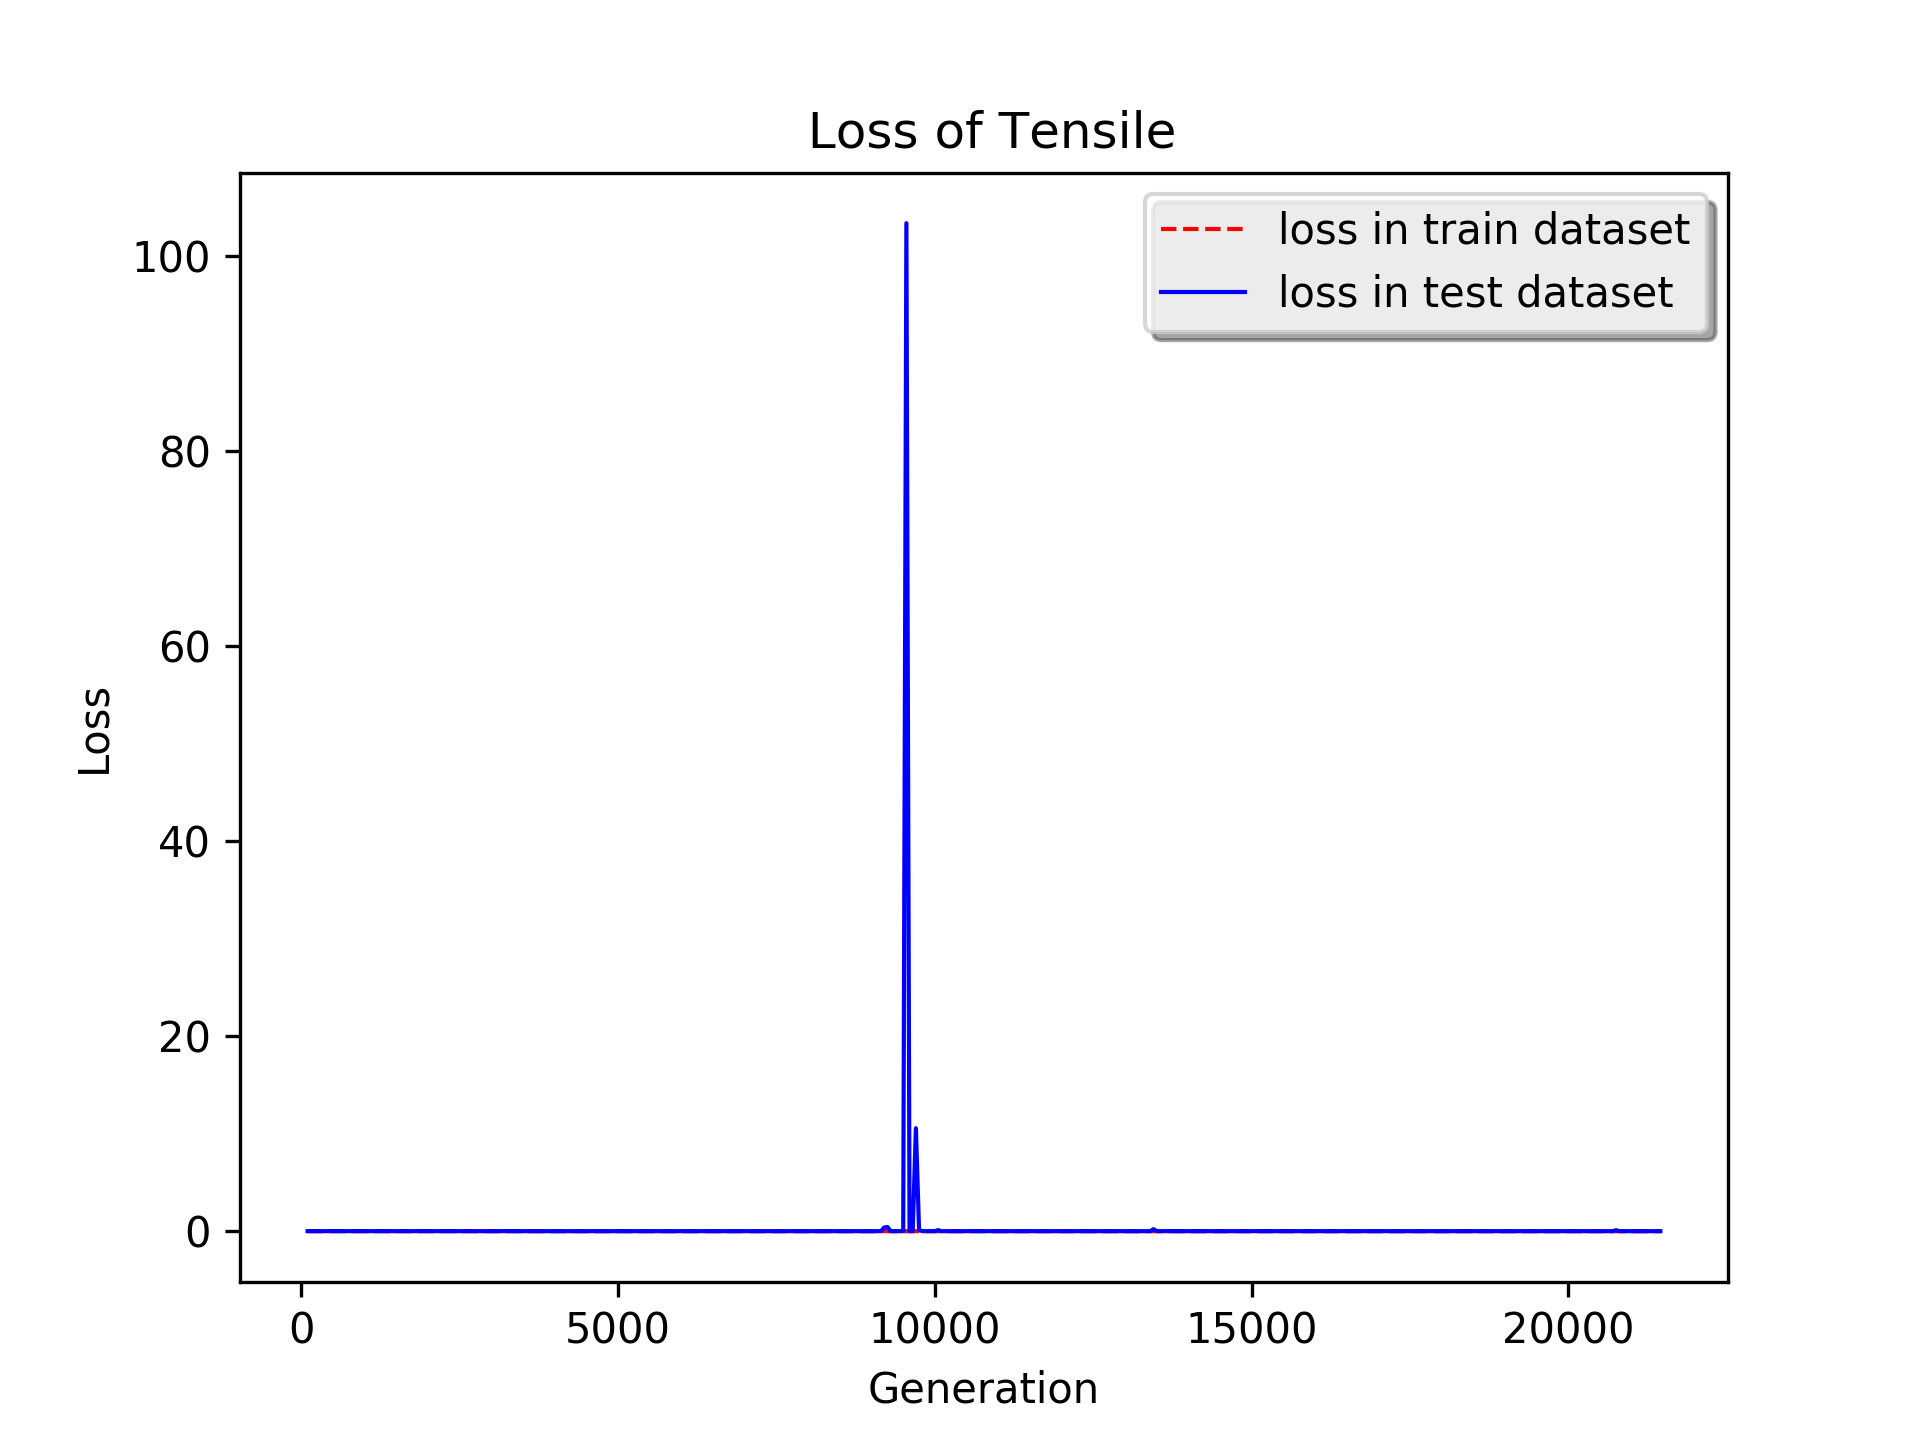 Loss of Tensile
loss in train dataset
loss in test dataset
100
80
60
40
20
0
Loss
0 5000 10000 15000 20000
Generation